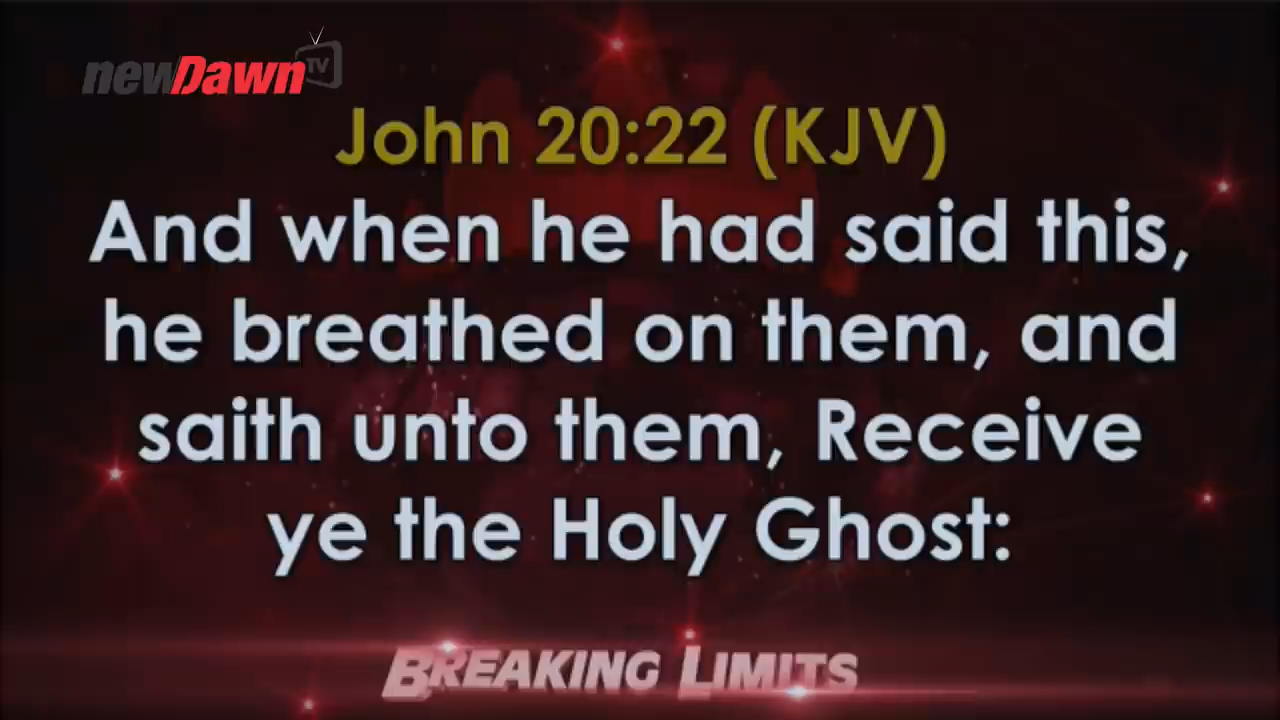 newDawn TV
John 20:22 (KJV)
And when he had said this,
he breathed on them, and
saith unto them, Receive
ye the Holy Ghost:
BREAKING LIMITS